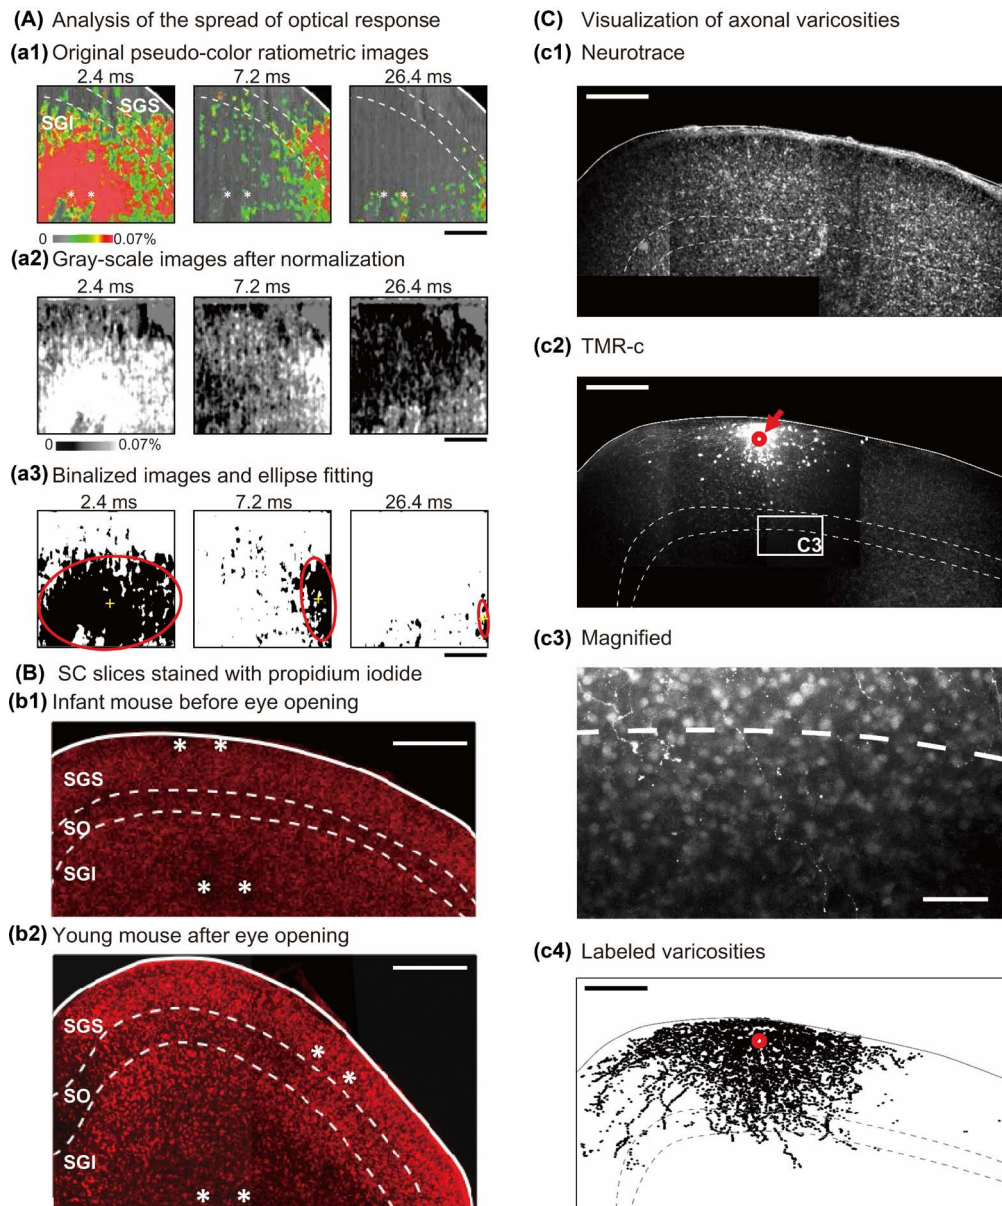 (A) Analysis of the spread of optical response
(a1) Original pseudo-color ratiometric images
2.4 ms 7.2 ms 26.4 ms
SGS
SGI
* * * * * *
0 0.07%
(a2) Gray-scale images after normalization
2.4 ms 7.2 ms 26.4 ms
0 0.07%
(a3) Binalized images and ellipse fitting
2.4 ms 7.2 ms 26.4 ms
(B) SC slices stained with propidium iodide
(b1) Infant mouse before eye opening
* *
SGS
SO
SGI
* *
(b2) Young mouse after eye opening
SGS
* *
SO
SGI
* *
(C) Visualization of axonal varicosities
(c1) Neurotrace
(c2) TMR-c
C3
(c3) Magnified
(c4) Labeled varicosities